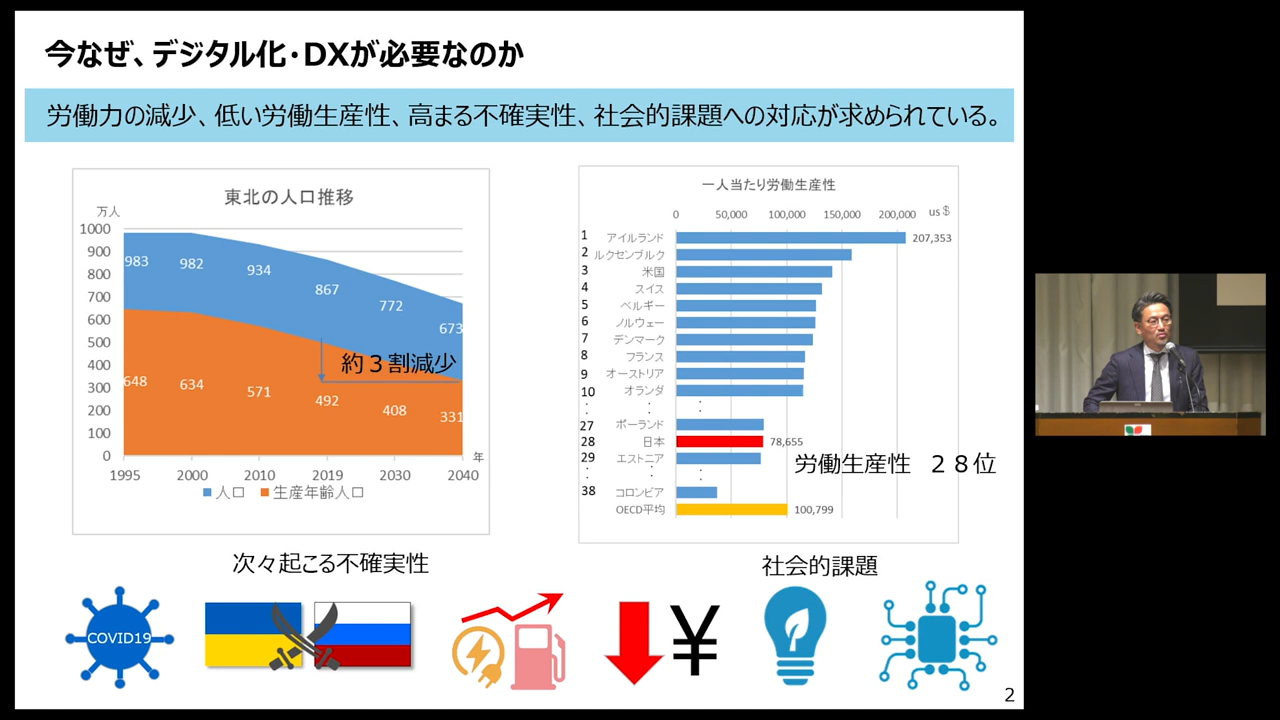 今なぜ、デジタル化・DXが必要なのか
労働力の減少、低い労働生産性、高まる不確実性、社会的課題への対応が求められている。
東北の人口推移
万人
1000
900
800
700
600
500
400
300
200
100
0
983
982
934
867
772
673
約３割減少
648
634
571
492
408
331
年
1995
2000
2010
2019
2030
2040
人口
生産年齢人口
一人当たり労働生産性
0
50,000
100,000
150,000
200,000
us＄
1 アイルランド 207,353
2 ルクセンブルク
3 米国
4 スイス
5 ベルギー
6 ノルウェー
7 デンマーク
8 フランス
9 オーストリア
10 オランダ
： ： ：
27 ポーランド
28 日本 78,655
29 エストニア
： ： ：
38 コロンビア
OECD平均 100,799
労働生産性　２８位
次々起こる不確実性
社会的課題
COVID19
¥
2